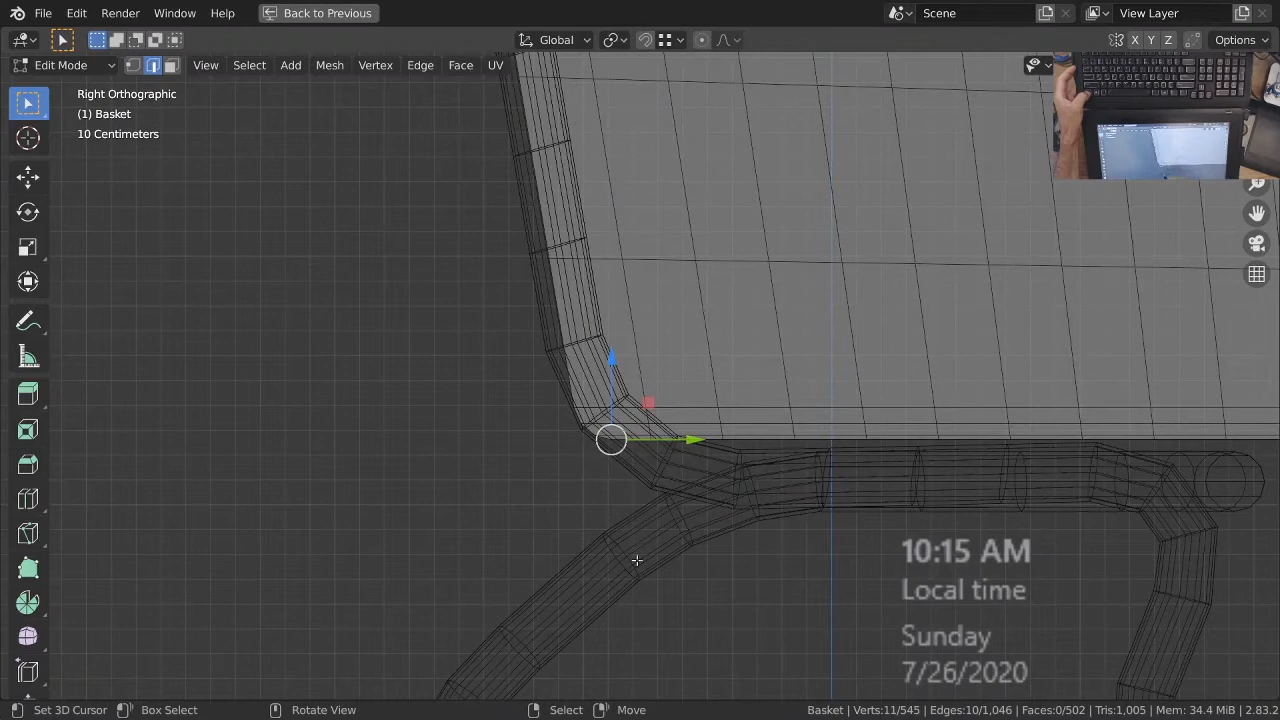 File Edit Render Window Help Back to Previous Scene View Layer
Global X Y Z Options
Edit Mode View Select Add Mesh Vertex Edge Face UV
Right Orthographic
(1) Basket
10 Centimeters
10:15 AM
Local time
Sunday
7/26/2020
Set 3D Cursor Box Select Rotate View Select Move Basket | Verts:11/545 | Edges:10/1,046 | Faces:0/502 | Tris:1,005 | Mem: 34.4 MiB | 2.83.2